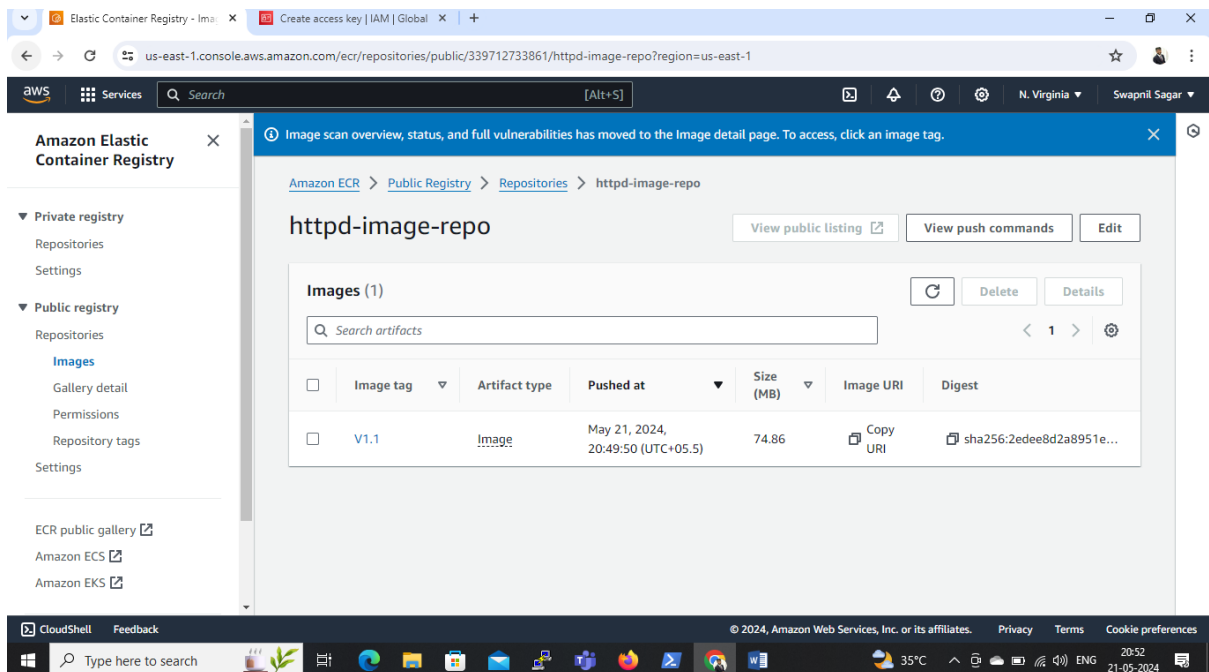 Elastic Container Registry - Ima
Create access key | IAM | Global
us-east-1.console.aws.amazon.com/ecr/repositories/public/339712733861/httpd-image-repo?region=us-east-1
aws
Services
Search
[Alt+S]
N. Virginia
Swapnil Sagar
Amazon Elastic
Container Registry
Private registry
Repositories
Settings
Public registry
Repositories
Images
Gallery detail
Permissions
Repository tags
Settings
ECR public gallery
Amazon ECS
Amazon EKS
Image scan overview, status, and full vulnerabilities has moved to the Image detail page. To access, click an image tag.
Amazon ECR > Public Registry > Repositories > httpd-image-repo
httpd-image-repo
View public listing
View push commands
Edit
Images (1)
Delete
Details
Search artifacts
1
Image tag
Artifact type
Pushed at
Size
(MB)
Image URI
Digest
V1.1
Image
May 21, 2024,
20:49:50 (UTC+05.5)
74.86
Copy
URI
sha256:2edee8d2a8951e...
CloudShell
Feedback
© 2024, Amazon Web Services, Inc. or its affiliates.
Privacy
Terms
Cookie preferences
Type here to search
35°C
ENG
20:52
21-05-2024